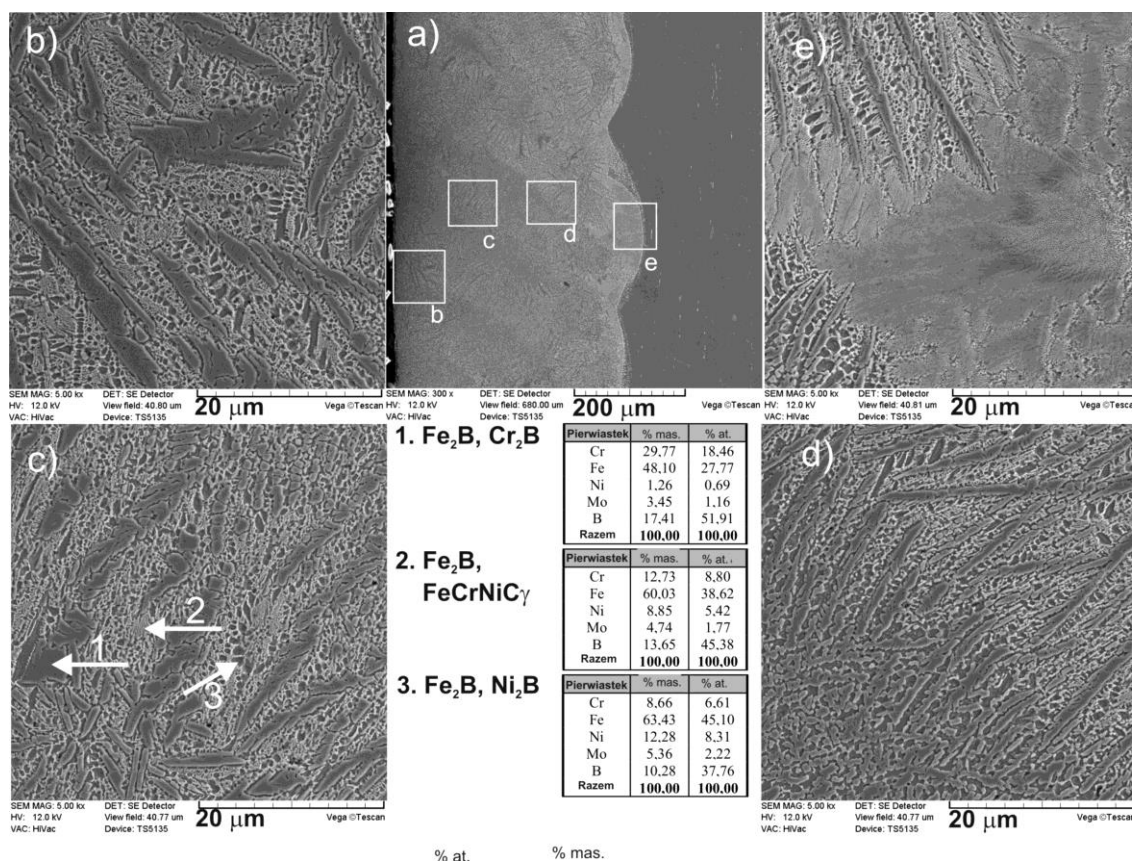 b)
a)
e)
c
d
e
b
SEM MAG: 5.00 kx DET: SE Detector
HV: 12.0 kV View field: 40.80 um
VAC: HiVac Device: TS5135
20 μm
Vega ©Tescan
SEM MAG: 300 x DET: SE Detector
HV: 12.0 kV View field: 680.00 um
VAC: HiVac Device: TS5135
200 μm
Vega ©Tescan
SEM MAG: 5.00 kx DET: SE Detector
HV: 12.0 kV View field: 40.81 um
VAC: HiVac Device: TS5135
20 μm
Vega ©Tescan
c)
1
2
3
SEM MAG: 5.00 kx DET: SE Detector
HV: 12.0 kV View field: 40.77 um
VAC: HiVac Device: TS5135
20 μm
Vega ©Tescan
1. Fe₂B, Cr₂B
Pierwiastek % mas. % at.
Cr 29,77 18,46
Fe 48,10 27,77
Ni 1,26 0,69
Mo 3,45 1,16
B 17,41 51,91
Razem 100,00 100,00
2. Fe₂B,
FeCrNiCγ
Pierwiastek % mas. % at.
Cr 12,73 8,80
Fe 60,03 38,62
Ni 8,85 5,42
Mo 4,74 1,77
B 13,65 45,38
Razem 100,00 100,00
3. Fe₂B, Ni₂B
Pierwiastek % mas. % at.
Cr 8,66 6,61
Fe 63,43 45,10
Ni 12,28 8,31
Mo 5,36 2,22
B 10,28 37,76
Razem 100,00 100,00
d)
SEM MAG: 5.00 kx DET: SE Detector
HV: 12.0 kV View field: 40.77 um
VAC: HiVac Device: TS5135
20 μm
Vega ©Tescan
% at. % mas.